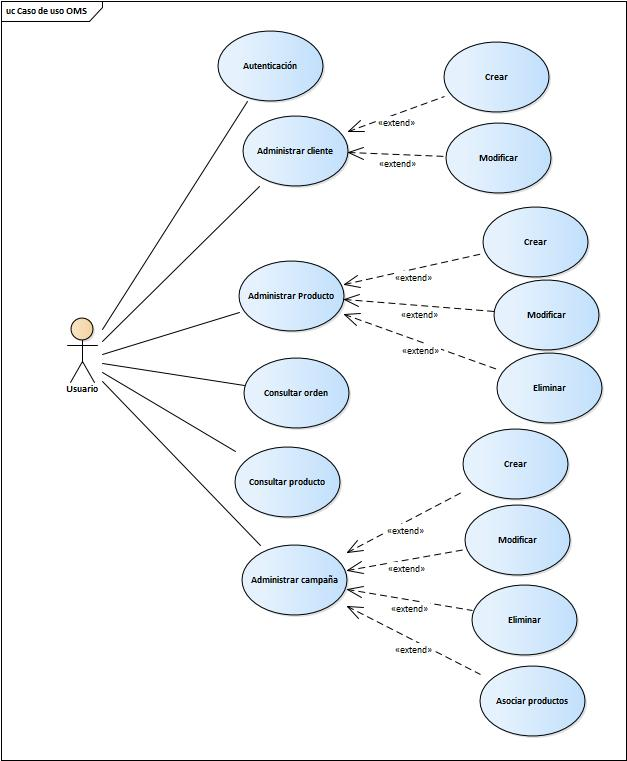 uc Caso de uso OMS
Autenticación
Crear
«extend»
Administrar cliente
Modificar
«extend»
Crear
«extend»
Administrar Producto
Modificar
«extend»
Usuario
«extend»
Eliminar
Consultar orden
Crear
Consultar producto
«extend»
Modificar
«extend»
Administrar campaña
«extend»
Eliminar
«extend»
Asociar productos